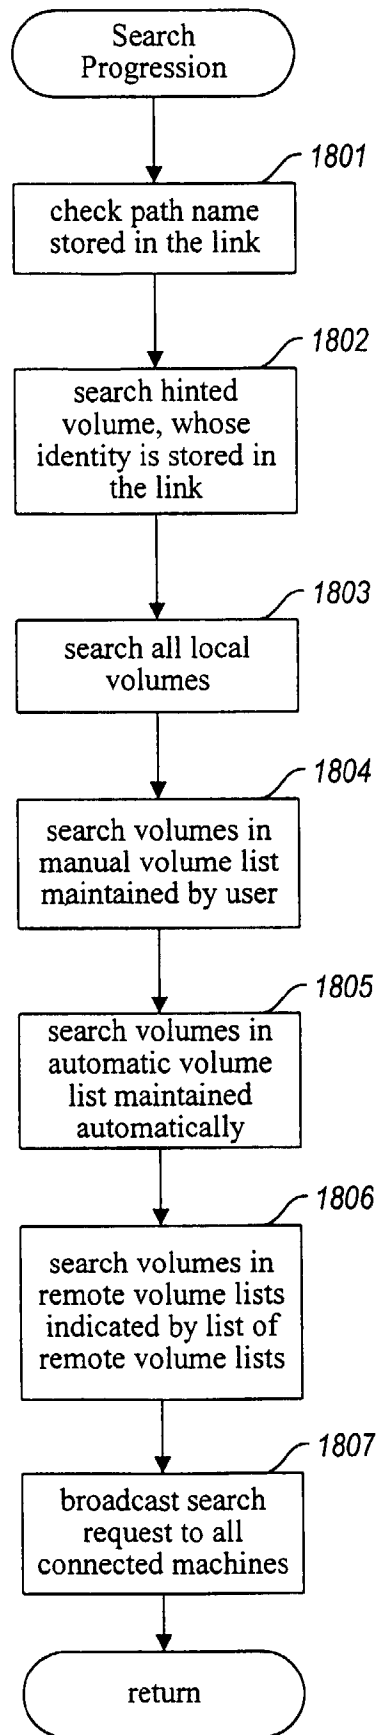 Search
Progression
1801
check path name
stored in the link
1802
search hinted
volume, whose
identity is stored in
the link
1803
search all local
volumes
1804
search volumes in
manual volume list
maintained by user
1805
search volumes in
automatic volume
list maintained
automatically
1806
search volumes in
remote volume lists
indicated by list of
remote volume lists
1807
broadcast search
request to all
connected machines
return